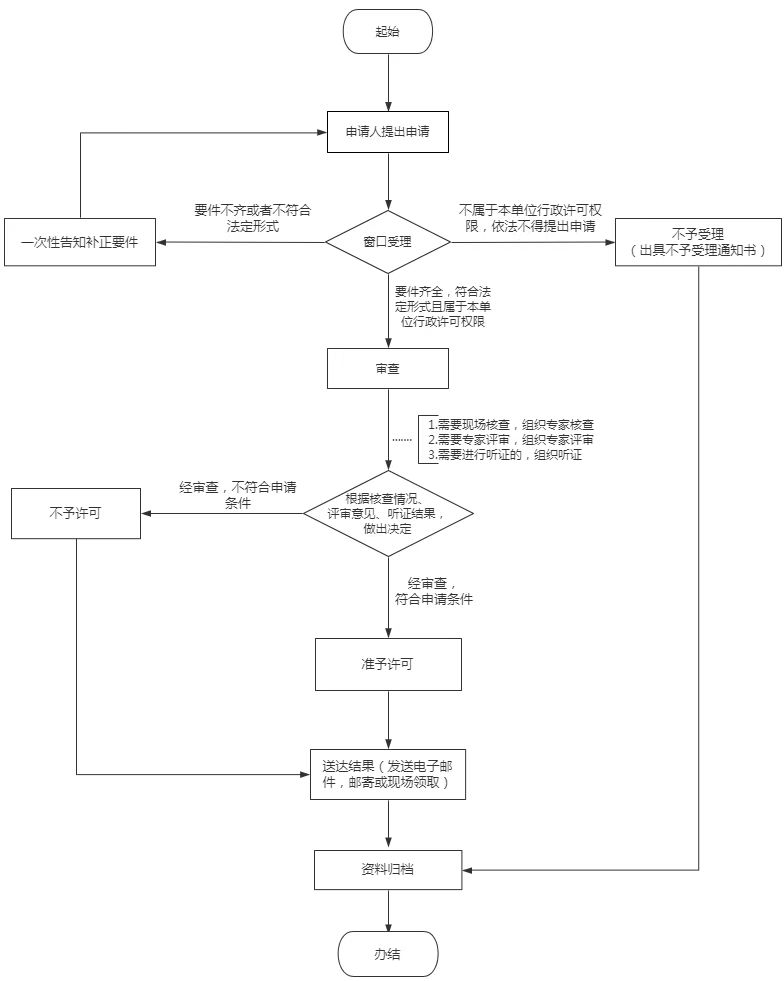 起始
申请人提出申请
要件不齐或者不符合
法定形式
不属于本单位行政许可权
限，依法不得提出申请
一次性告知补正要件
窗口受理
不予受理
（出具不予受理通知书）
要件齐全，符合法
定形式且属于本单
位行政许可权限
审查
.......
1.需要现场核查，组织专家核查
2.需要专家评审，组织专家评审
3.需要进行听证的，组织听证
经审查，不符合申请
条件
不予许可
根据核查情况、
评审意见、听证结果，
做出决定
经审查，
符合申请条件
准予许可
送达结果（发送电子邮
件，邮寄或现场领取）
资料归档
办结